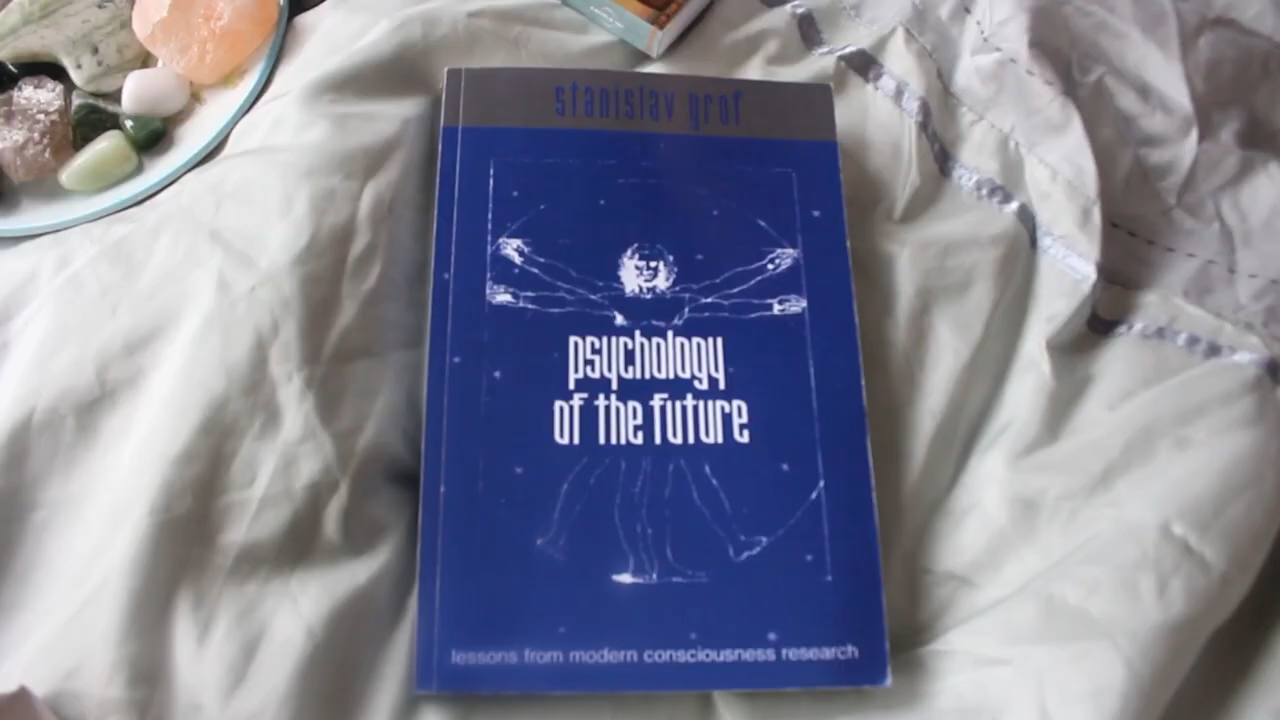 stanislav grof
psychology
of the future
lessons from modern consciousness research